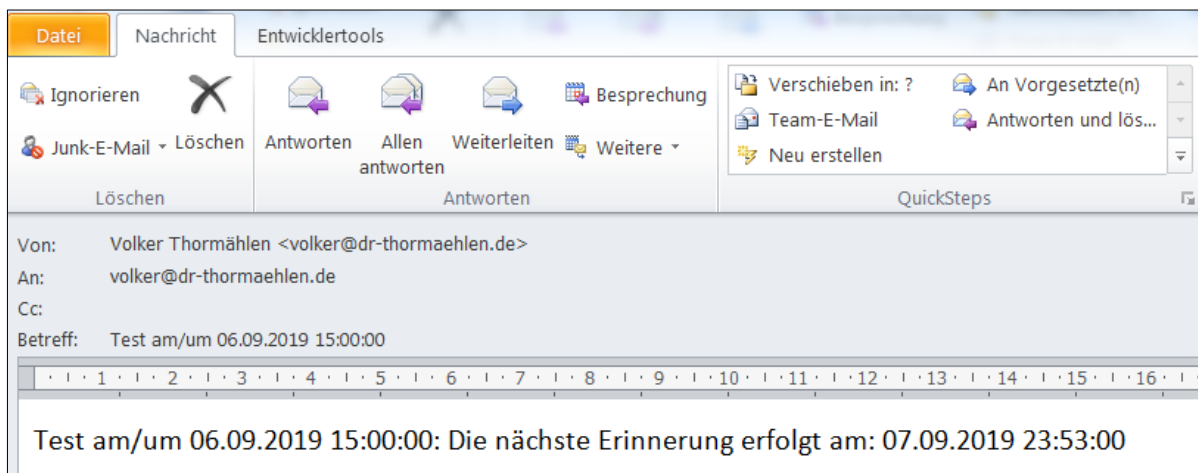 Datei Nachricht Entwicklertools
Ignorieren
Junk-E-Mail
Löschen
Löschen
Antworten
Allen
antworten
Weiterleiten
Besprechung
Weitere
Antworten
Verschieben in: ?
Team-E-Mail
Neu erstellen
An Vorgesetzte(n)
Antworten und lös...
QuickSteps
Von: Volker Thormählen <volker@dr-thormaehlen.de>
An: volker@dr-thormaehlen.de
Cc:
Betreff: Test am/um 06.09.2019 15:00:00
1 2 3 4 5 6 7 8 9 10 11 12 13 14 15 16
Test am/um 06.09.2019 15:00:00: Die nächste Erinnerung erfolgt am: 07.09.2019 23:53:00